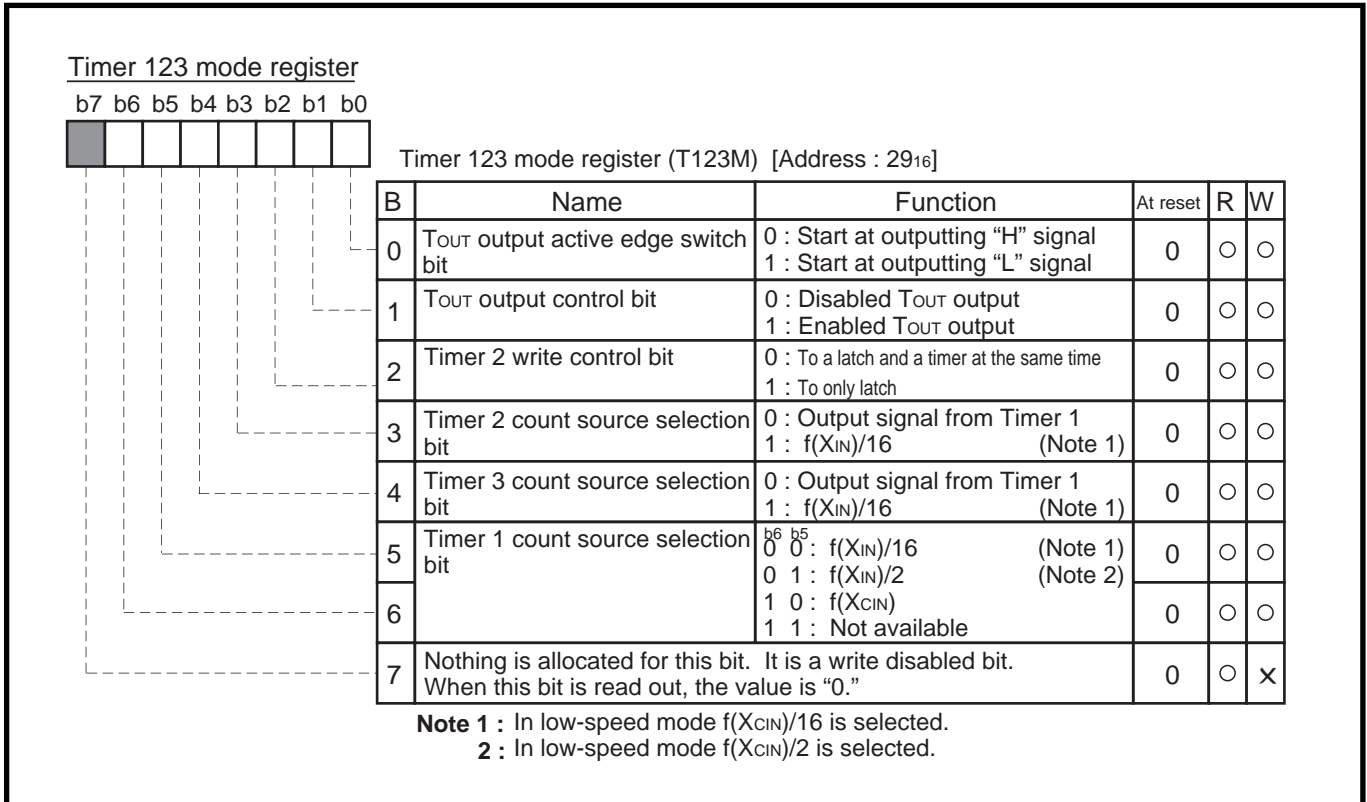 Timer 123 mode register
b7 b6 b5 b4 b3 b2 b1 b0
Timer 123 mode register (T123M) [Address : 29₁₆]
B Name Function At reset R W
0 TOUT output active edge switch bit 0 : Start at outputting “H” signal
1 : Start at outputting “L” signal 0 ○ ○
1 TOUT output control bit 0 : Disabled TOUT output
1 : Enabled TOUT output 0 ○ ○
2 Timer 2 write control bit 0 : To a latch and a timer at the same time
1 : To only latch 0 ○ ○
3 Timer 2 count source selection bit 0 : Output signal from Timer 1
1 : f(XIN)/16 (Note 1) 0 ○ ○
4 Timer 3 count source selection bit 0 : Output signal from Timer 1
1 : f(XIN)/16 (Note 1) 0 ○ ○
5 Timer 1 count source selection bit b6 b5
0 0 : f(XIN)/16 (Note 1) 0 ○ ○
0 1 : f(XIN)/2 (Note 2)
6 1 0 : f(XCIN) 0 ○ ○
1 1 : Not available
7 Nothing is allocated for this bit. It is a write disabled bit.
When this bit is read out, the value is “0.” 0 ○ ×
Note 1 : In low-speed mode f(XCIN)/16 is selected.
2 : In low-speed mode f(XCIN)/2 is selected.